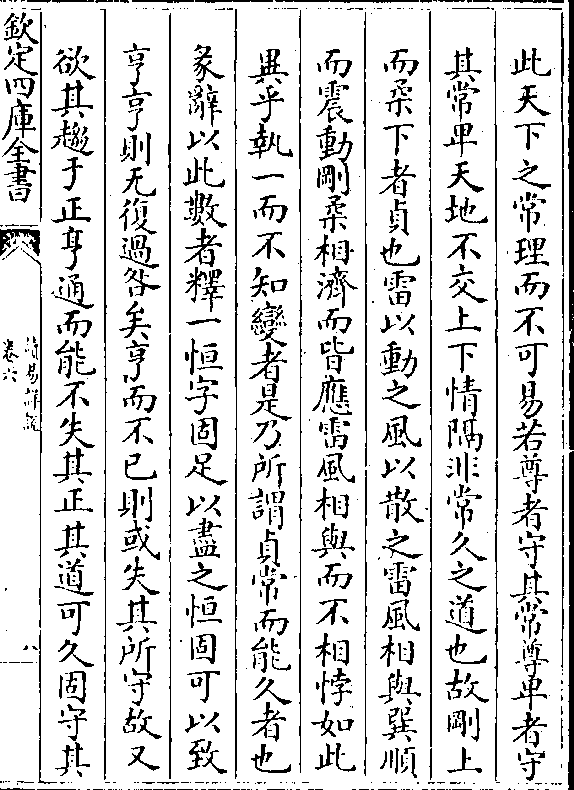 此天下之常理而不可易若尊者守其常尊卑者守
其常卑天地不交上下情隔非常久之道也故剛上
而柔下者貞也雷以動之風以散之雷風相與巽順
而震動剛柔相濟而皆應雷風相與而不相悖如此
異乎執一而不知變者是乃所謂貞常而能久者也
彖辭以此數者釋一恒字固足以盡之恒固可以致
亨亨則无復過咎矣亨而不已則或失其所守故又
欲其趨于正亨通而能不失其正其道可久固守其
欽定四庫全書
卷六
讀易詳說
八